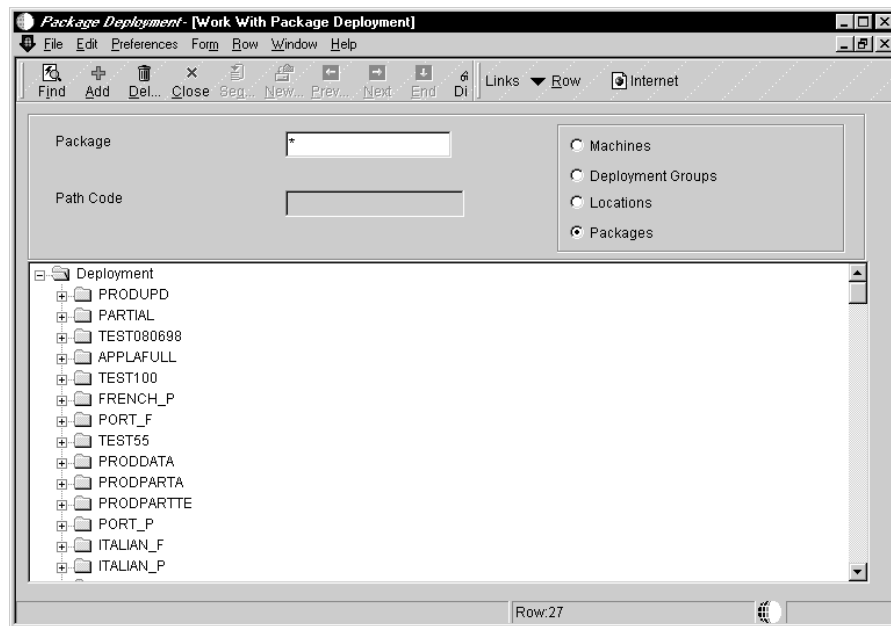 Package Deployment - [Work With Package Deployment]
File Edit Preferences Form Row Window Help
Find Add Del... Close Seq... New... Prev... Next End Di Links Row Internet
Package * Machines
Deployment Groups
Path Code Locations
Packages
Deployment
PRODUPD
PARTIAL
TEST080698
APPLAFULL
TEST100
FRENCH_P
PORT_F
TEST55
PRODDATA
PRODPARTA
PRODPARTTE
PORT_P
ITALIAN_F
ITALIAN_P
Row:27